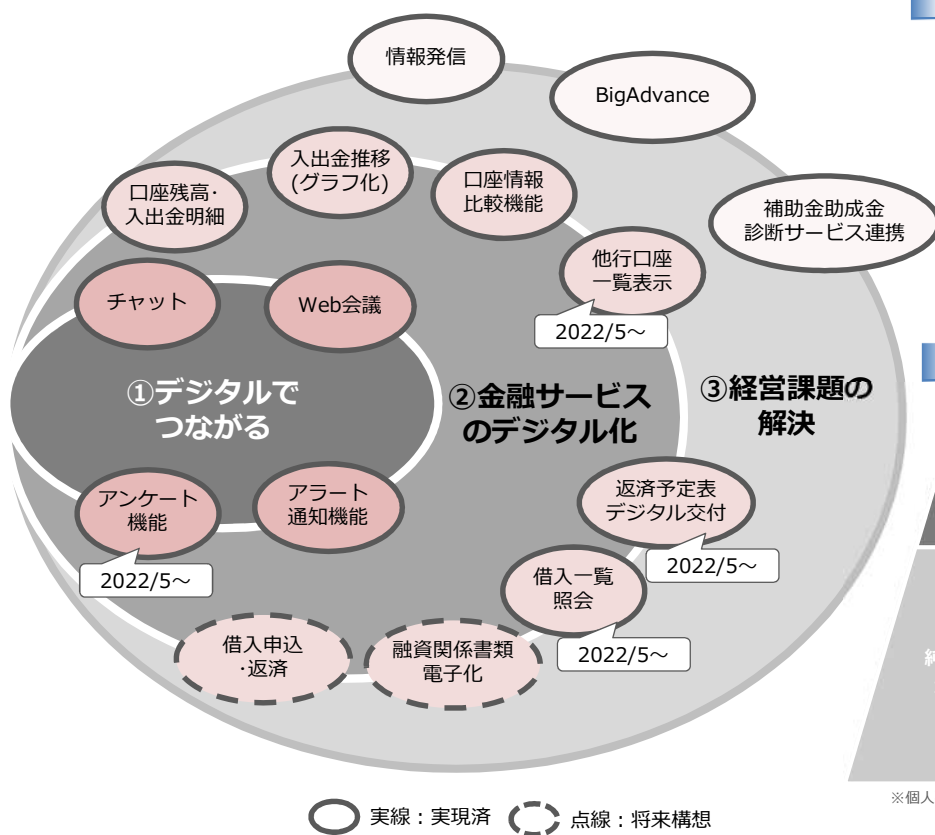 情報発信
BigAdvance
入出金推移
(グラフ化)
口座残高･
入出金明細
口座情報
比較機能
補助金助成金
診断サービス連携
他行口座
一覧表示
2022/5～
チャット
Web会議
①デジタルで
つながる
②金融サービス
のデジタル化
③経営課題の
解決
アンケート
機能
2022/5～
アラート
通知機能
返済予定表
デジタル交付
2022/5～
借入一覧
照会
2022/5～
借入申込
･返済
融資関係書類
電子化
純
※個人
実線：実現済
点線：将来構想